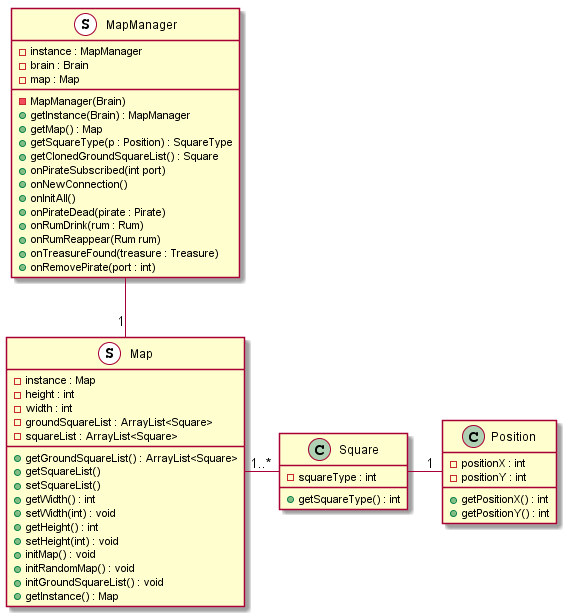 S MapManager
instance : MapManager
brain : Brain
map : Map
MapManager(Brain)
getInstance(Brain) : MapManager
getMap() : Map
getSquareType(p : Position) : SquareType
getClonedGroundSquareList() : Square
onPirateSubscribed(int port)
onNewConnection()
onInitAll()
onPirateDead(pirate : Pirate)
onRumDrink(rum : Rum)
onRumReappear(Rum rum)
onTreasureFound(treasure : Treasure)
onRemovePirate(port : int)
1
S Map
instance : Map
height : int
width : int
groundSquareList : ArrayList<Square>
squareList : ArrayList<Square>
getGroundSquareList() : ArrayList<Square>
getSquareList()
setSquareList()
getWidth() : int
setWidth(int) : void
getHeight() : int
setHeight(int) : void
initMap() : void
initRandomMap() : void
initGroundSquareList() : void
getInstance() : Map
1..*
C Square
squareType : int
getSquareType() : int
1
C Position
positionX : int
positionY : int
getPositionX() : int
getPositionY() : int